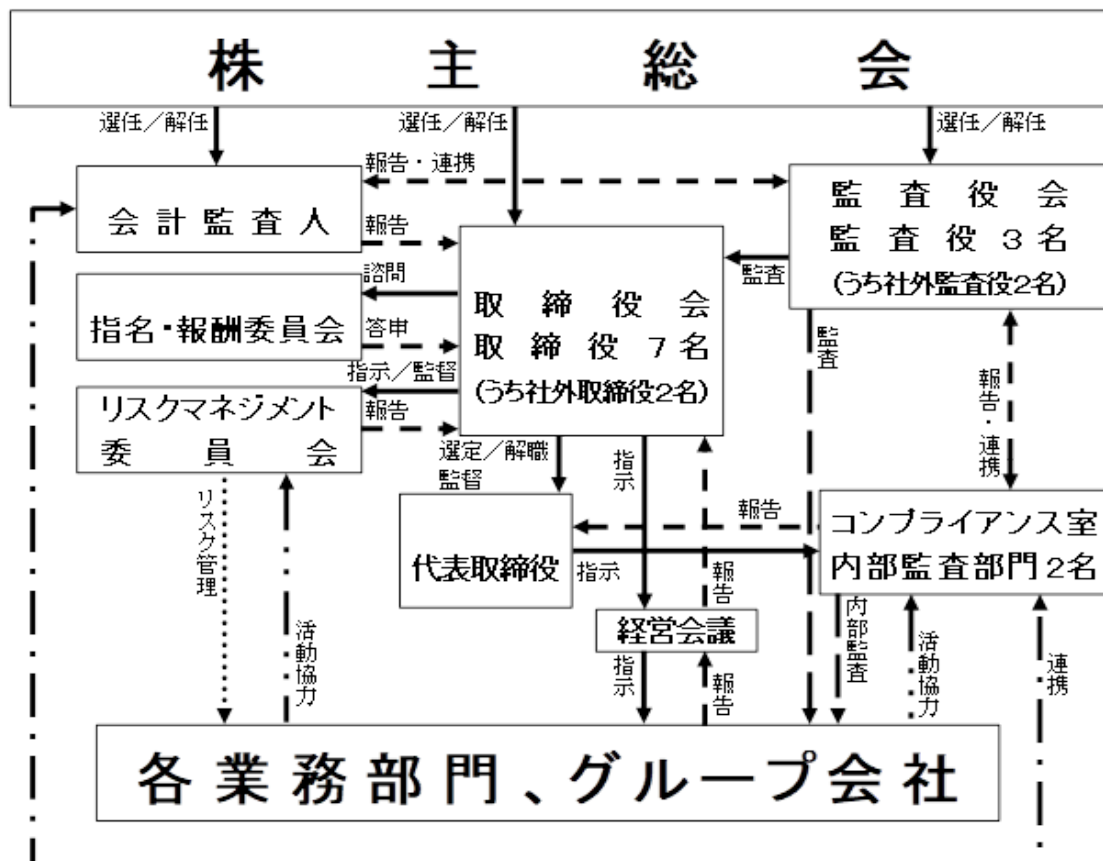 株主総会
選任／解任
選任／解任
選任／解任
会計監査人
報告・連携
監査役会
監査役3名
(うち社外監査役2名)
報告
監査
諮問
取締役会
取締役7名
(うち社外取締役2名)
指名・報酬委員会
答申
指示／監督
リスクマネジメント
委員会
報告
監査
報告・連携
選定／解職
監督
指示
リスク管理
代表取締役
報告
指示
コンプライアンス室
内部監査部門2名
報告
経営会議
活動協力
指示
報告
内部監査
活動協力
連携
各業務部門、グループ会社